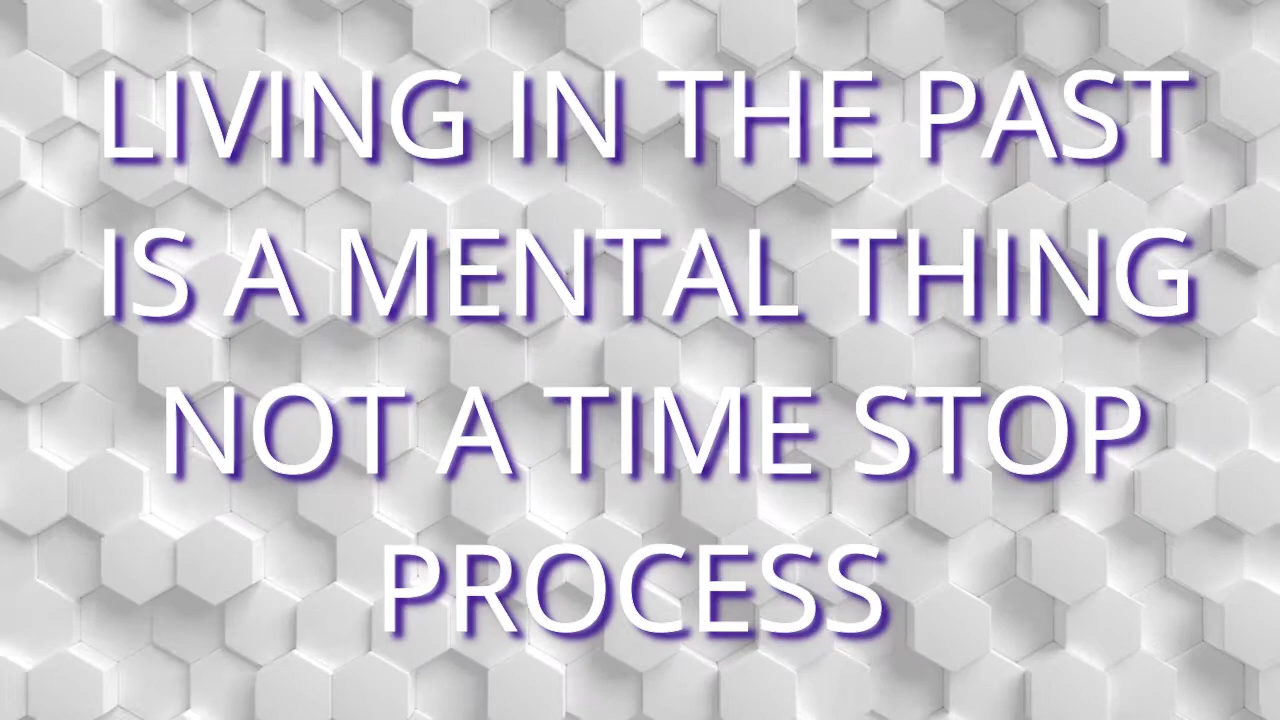 LIVING IN THE PAST
IS A MENTAL THING
NOT A TIME STOP
PROCESS